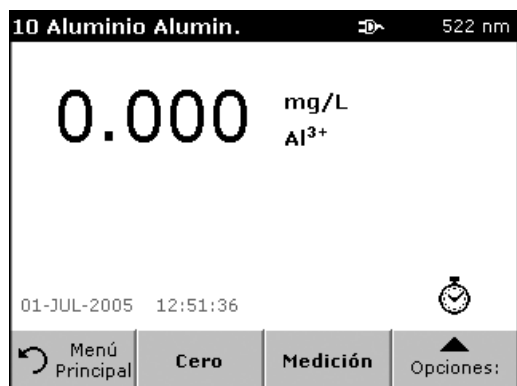 10 Aluminio Alumin. 522 nm
0.000 mg/L
Al³⁺
01-JUL-2005 12:51:36
Menú Principal
Cero
Medición
Opciones: